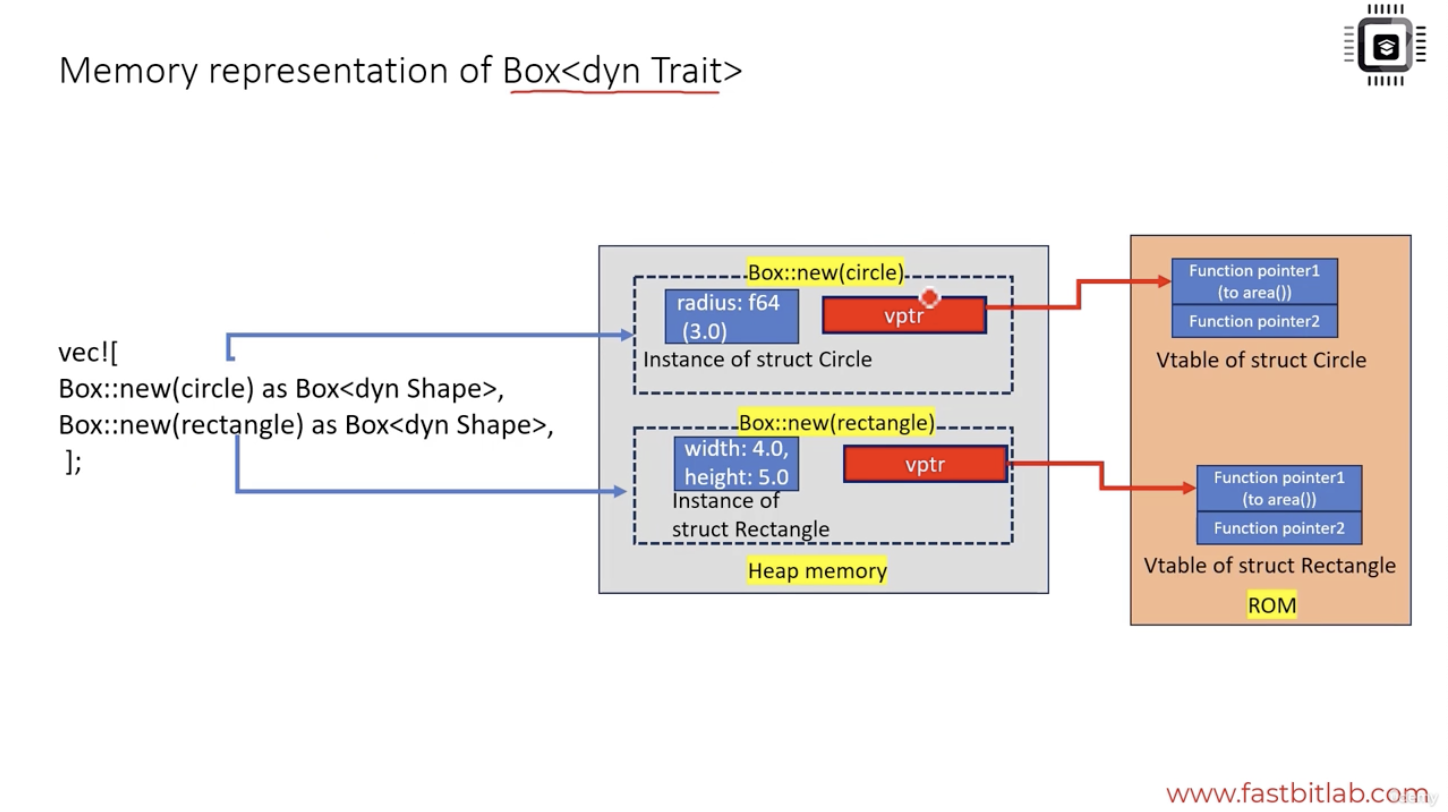 Memory representation of Box<dyn Trait>
vec![
Box::new(circle) as Box<dyn Shape>,
Box::new(rectangle) as Box<dyn Shape>,
];
Box::new(circle)
radius: f64
(3.0)
vptr
Instance of struct Circle
Box::new(rectangle)
width: 4.0,
height: 5.0
vptr
Instance of
struct Rectangle
Heap memory
Function pointer1
(to area())
Function pointer2
Vtable of struct Circle
Function pointer1
(to area())
Function pointer2
Vtable of struct Rectangle
ROM
www.fastbitlab.com